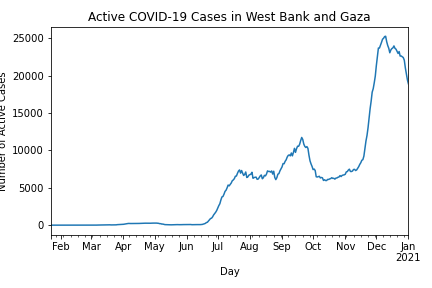 Active COVID-19 Cases in West Bank and Gaza
Number of Active Cases
25000
20000
15000
10000
5000
0
Feb Mar Apr May Jun Jul Aug Sep Oct Nov Dec Jan
2021
Day